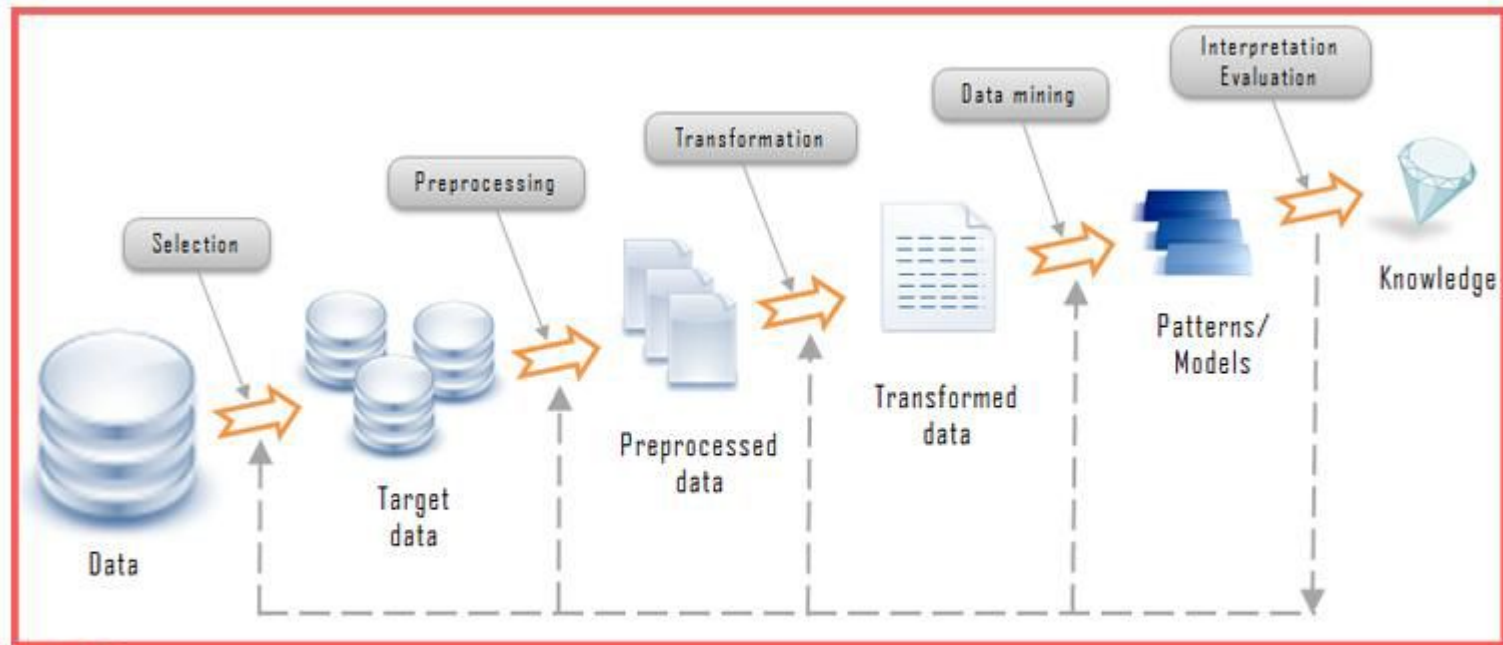 Interpretation
Evaluation
Data mining
Transformation
Preprocessing
Selection
Knowledge
Patterns/
Models
Transformed
data
Preprocessed
data
Target
data
Data